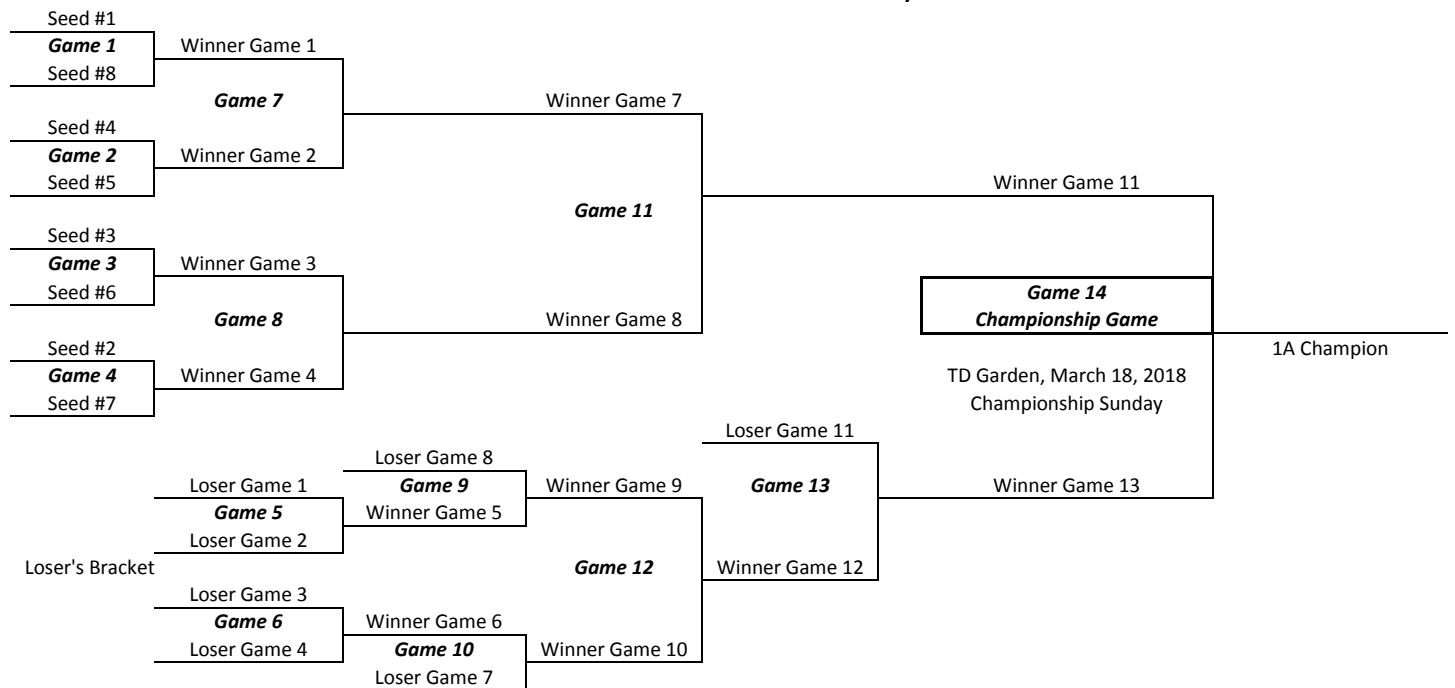 Seed #1
Game 1
Winner Game 1
Seed #8
Game 7
Winner Game 7
Seed #4
Game 2
Winner Game 2
Seed #5
Winner Game 11
Game 11
Seed #3
Game 3
Winner Game 3
Seed #6
Game 14
Game 8
Winner Game 8
Championship Game
Seed #2
1A Champion
Game 4
Winner Game 4
TD Garden, March 18, 2018
Seed #7
Championship Sunday
Loser Game 11
Loser Game 8
Loser Game 1
Game 9
Winner Game 9
Game 13
Winner Game 13
Game 5
Winner Game 5
Loser Game 2
Loser's Bracket
Game 12
Winner Game 12
Loser Game 3
Game 6
Winner Game 6
Loser Game 4
Game 10
Winner Game 10
Loser Game 7